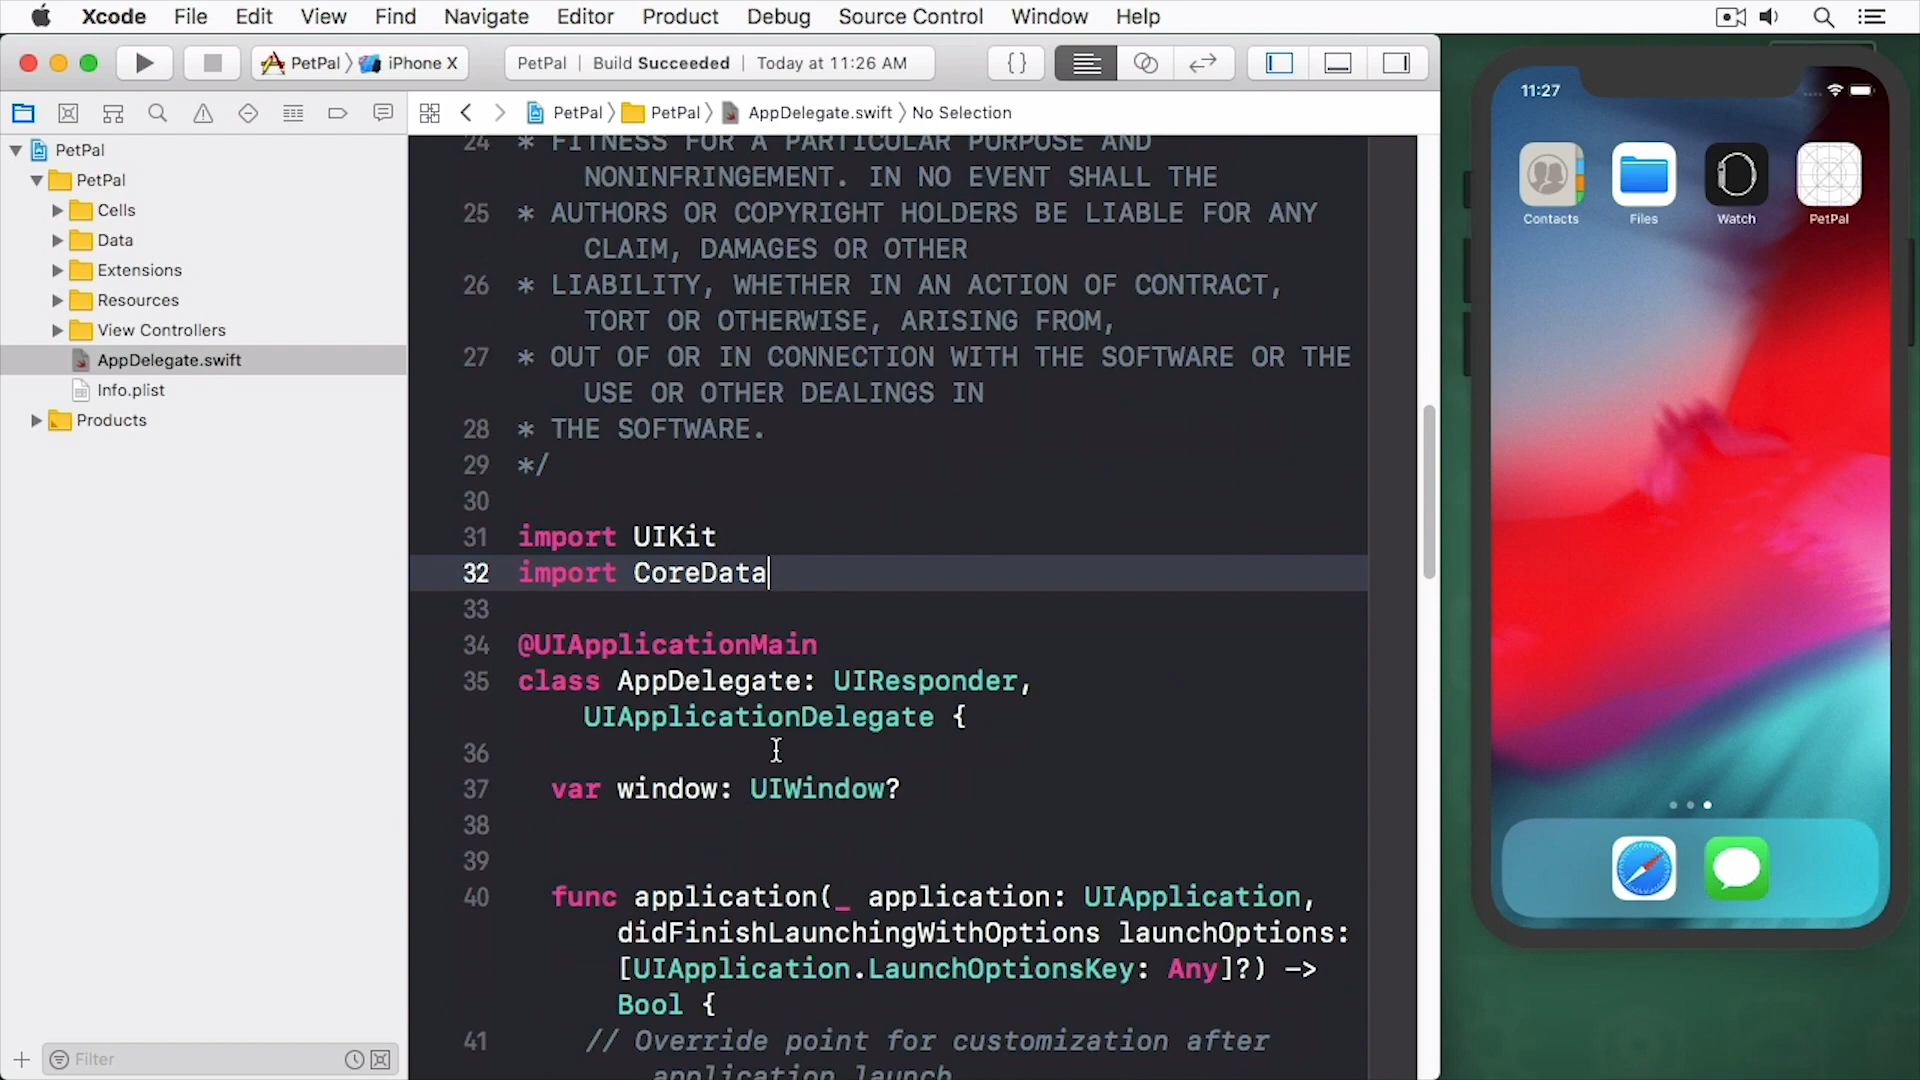 Xcode File Edit View Find Navigate Editor Product Debug Source Control Window Help
PetPal iPhone X
PetPal Build Succeeded Today at 11:26 AM
{}
PetPal PetPal AppDelegate.swift No Selection
PetPal
PetPal
Cells
Data
Extensions
Resources
View Controllers
AppDelegate.swift
Info.plist
Products
Filter
24 * FITNESS FOR A PARTICULAR PURPOSE AND
NONINFRINGEMENT. IN NO EVENT SHALL THE
25 * AUTHORS OR COPYRIGHT HOLDERS BE LIABLE FOR ANY
CLAIM, DAMAGES OR OTHER
26 * LIABILITY, WHETHER IN AN ACTION OF CONTRACT,
TORT OR OTHERWISE, ARISING FROM,
27 * OUT OF OR IN CONNECTION WITH THE SOFTWARE OR THE
USE OR OTHER DEALINGS IN
28 * THE SOFTWARE.
29 */
30
31 import UIKit
32 import CoreData
33
34 @UIApplicationMain
35 class AppDelegate: UIResponder,
UIApplicationDelegate {
36
37 var window: UIWindow?
38
39
40 func application(_ application: UIApplication,
didFinishLaunchingWithOptions launchOptions:
[UIApplication.LaunchOptionsKey: Any]?) ->
Bool {
41 // Override point for customization after
application launch
11:27
Contacts Files Watch PetPal